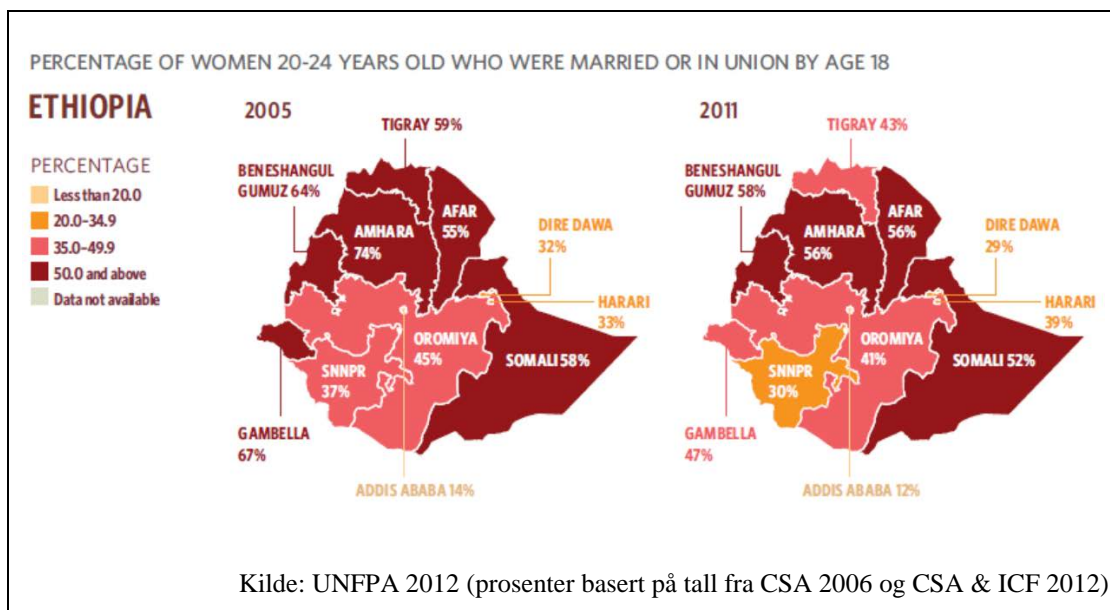 PERCENTAGE OF WOMEN 20-24 YEARS OLD WHO WERE MARRIED OR IN UNION BY AGE 18
ETHIOPIA
PERCENTAGE
Less than 20.0
20.0-34.9
35.0-49.9
50.0 and above
Data not available
2005
TIGRAY 59%
BENESHANGUL
GUMUZ 64%
AFAR
55%
AMHARA
74%
DIRE DAWA
32%
HARARI
33%
OROMIYA
45%
SOMALI 58%
SNNPR
37%
GAMBELLA
67%
ADDIS ABABA 14%
2011
TIGRAY 43%
BENESHANGUL
GUMUZ 58%
AFAR
56%
AMHARA
56%
DIRE DAWA
29%
HARARI
39%
OROMIYA
41%
SOMALI 52%
SNNPR
30%
GAMBELLA
47%
ADDIS ABABA 12%
Kilde: UNFPA 2012 (prosenter basert på tall fra CSA 2006 og CSA & ICF 2012)